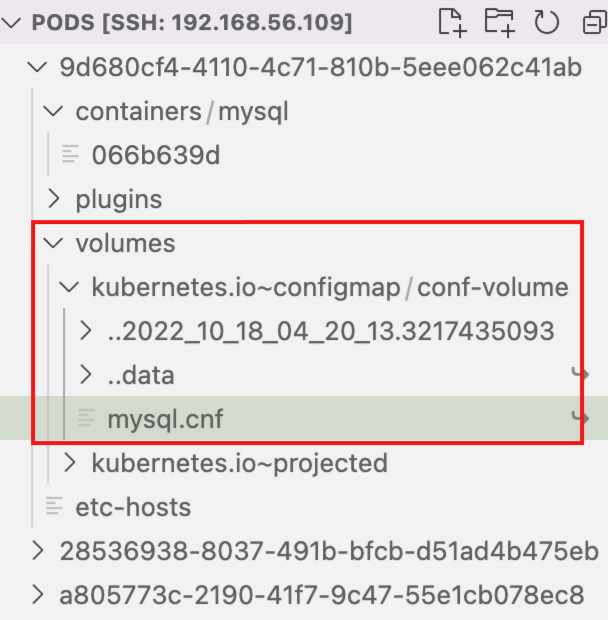 PODS [SSH: 192.168.56.109]
9d680cf4-4110-4c71-810b-5eee062c41ab
containers/mysql
066b639d
plugins
volumes
kubernetes.io~configmap/conf-volume
..2022_10_18_04_20_13.3217435093
..data
mysql.cnf
kubernetes.io~projected
etc-hosts
28536938-8037-491b-bfcb-d51ad4b475eb
a805773c-2190-41f7-9c47-55e1cb078ec8